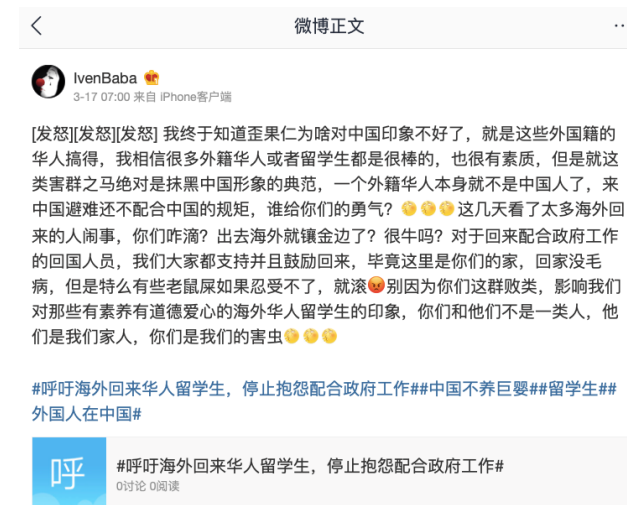 微博正文
IvenBaba
3-17 07:00 来自 iPhone客户端
[发怒][发怒][发怒] 我终于知道歪果仁为啥对中国印象不好了，就是这些外国籍的
华人搞得，我相信很多外籍华人或者留学生都是很棒的，也很有素质，但是就这
类害群之马绝对是抹黑中国形象的典范，一个外籍华人本身就不是中国人了，来
中国避难还不配合中国的规矩，谁给你们的勇气？👏👏👏这几天看了太多海外回
来的人闹事，你们咋滴？出去海外就镶金边了？很牛吗？对于回来配合政府工作
的回国人员，我们大家都支持并且鼓励回来，毕竟这里是你们的家，回家没毛
病，但是特么有些老鼠屎如果忍受不了，就滚😡别因为你们这群败类，影响我们
对那些有素养有道德爱心的海外华人留学生的印象，你们和他们不是一类人，他
们是我们家人，你们是我们的害虫👏👏👏
#呼吁海外回来华人留学生，停止抱怨配合政府工作##中国不养巨婴##留学生##
外国人在中国#
呼
#呼吁海外回来华人留学生，停止抱怨配合政府工作#
0讨论 0阅读